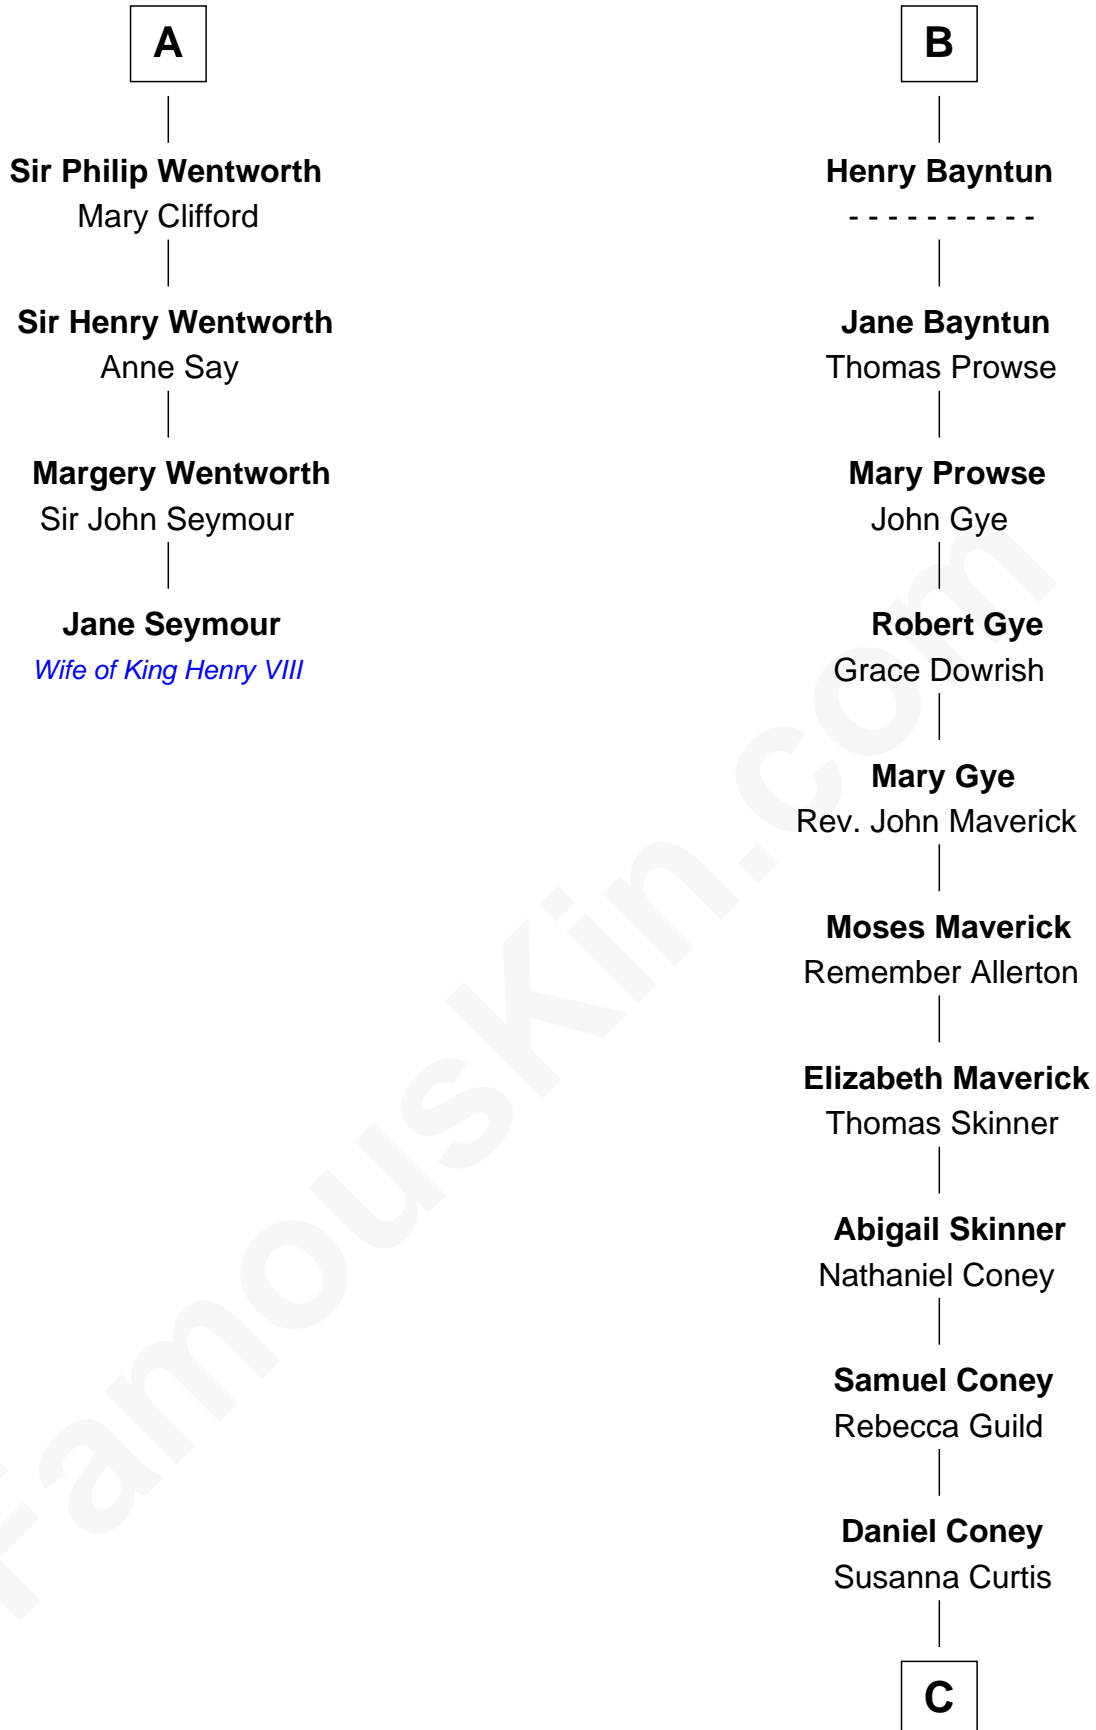 A
Sir Philip Wentworth
Mary Clifford
Sir Henry Wentworth
Anne Say
Margery Wentworth
Sir John Seymour
Jane Seymour
Wife of King Henry VIII
B
Henry Bayntun
- - - - - - - - - -
Jane Bayntun
Thomas Prowse
Mary Prowse
John Gye
Robert Gye
Grace Dowrish
Mary Gye
Rev. John Maverick
Moses Maverick
Remember Allerton
Elizabeth Maverick
Thomas Skinner
Abigail Skinner
Nathaniel Coney
Samuel Coney
Rebecca Guild
Daniel Coney
Susanna Curtis
C
FamousKin.com